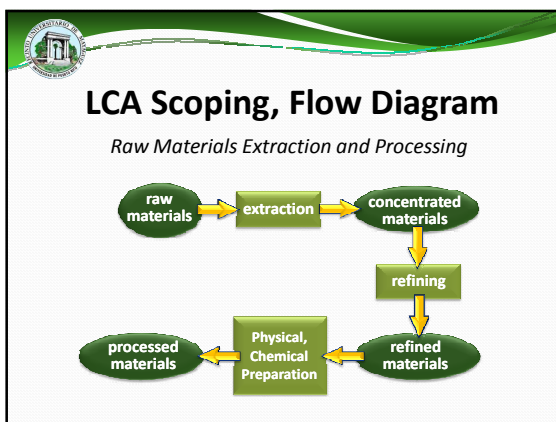 LCA Scoping, Flow Diagram
Raw Materials Extraction and Processing
raw
materials
extraction
concentrated
materials
refining
refined
materials
Physical,
Chemical
Preparation
processed
materials